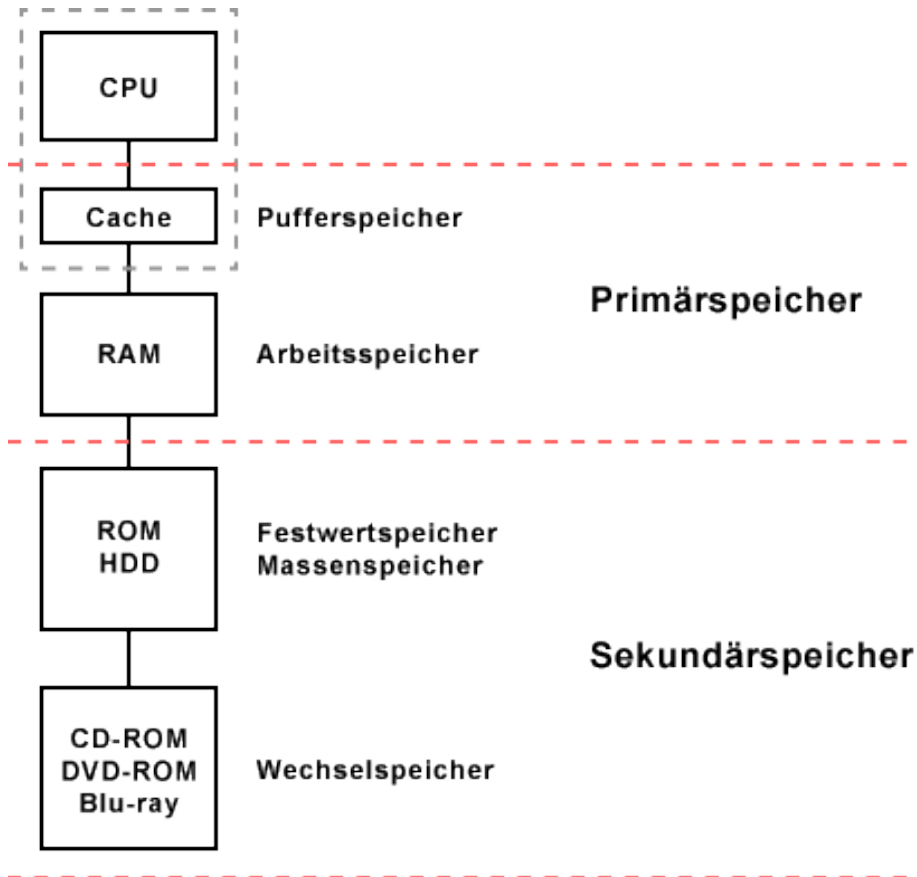 CPU
Cache
Pufferspeicher
Primärspeicher
RAM
Arbeitsspeicher
ROM
HDD
Festwertspeicher
Massenspeicher
Sekundärspeicher
CD-ROM
DVD-ROM
Blu-ray
Wechselspeicher